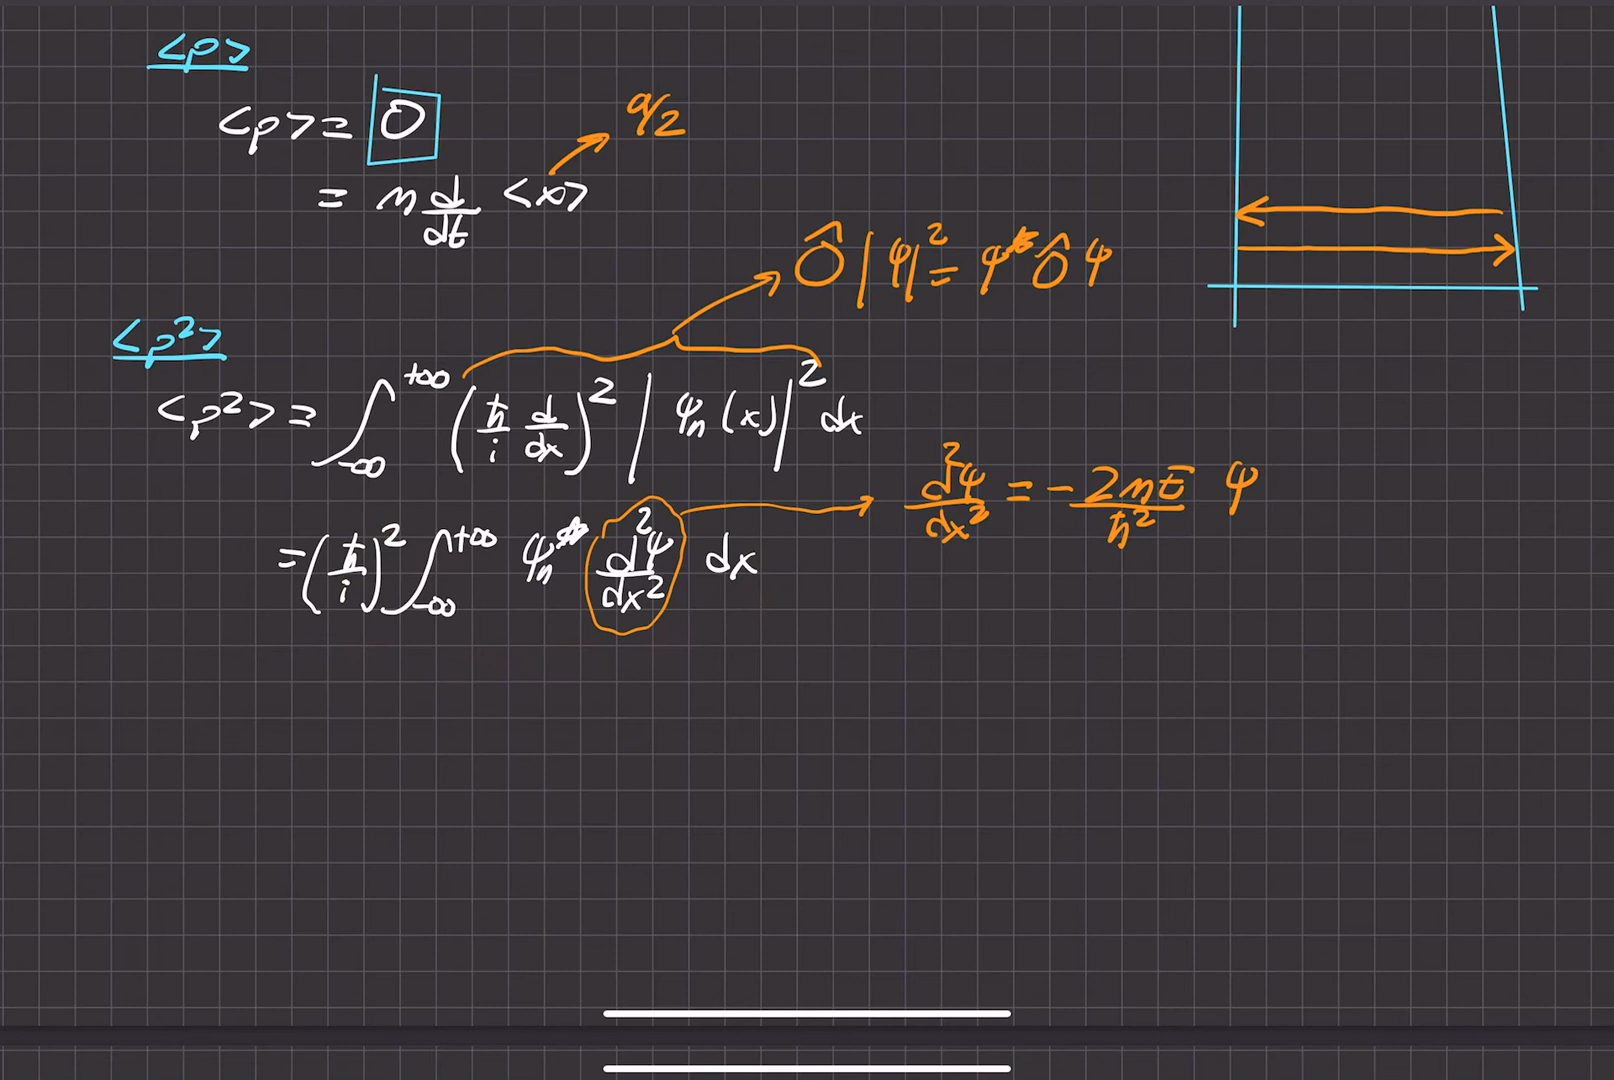 <p>
<p> = 0
= m d/dt <x> → a/2
Ô|ψ|² = ψ* Ô ψ
<p²>
<p²> = ∫_{-∞}^{+∞} (ħ/i d/dx)² |ψₙ(x)|² dx
= (ħ/i)² ∫_{-∞}^{+∞} ψₙ* d²ψ/dx² dx → d²ψ/dx² = - 2mE/ħ² ψ